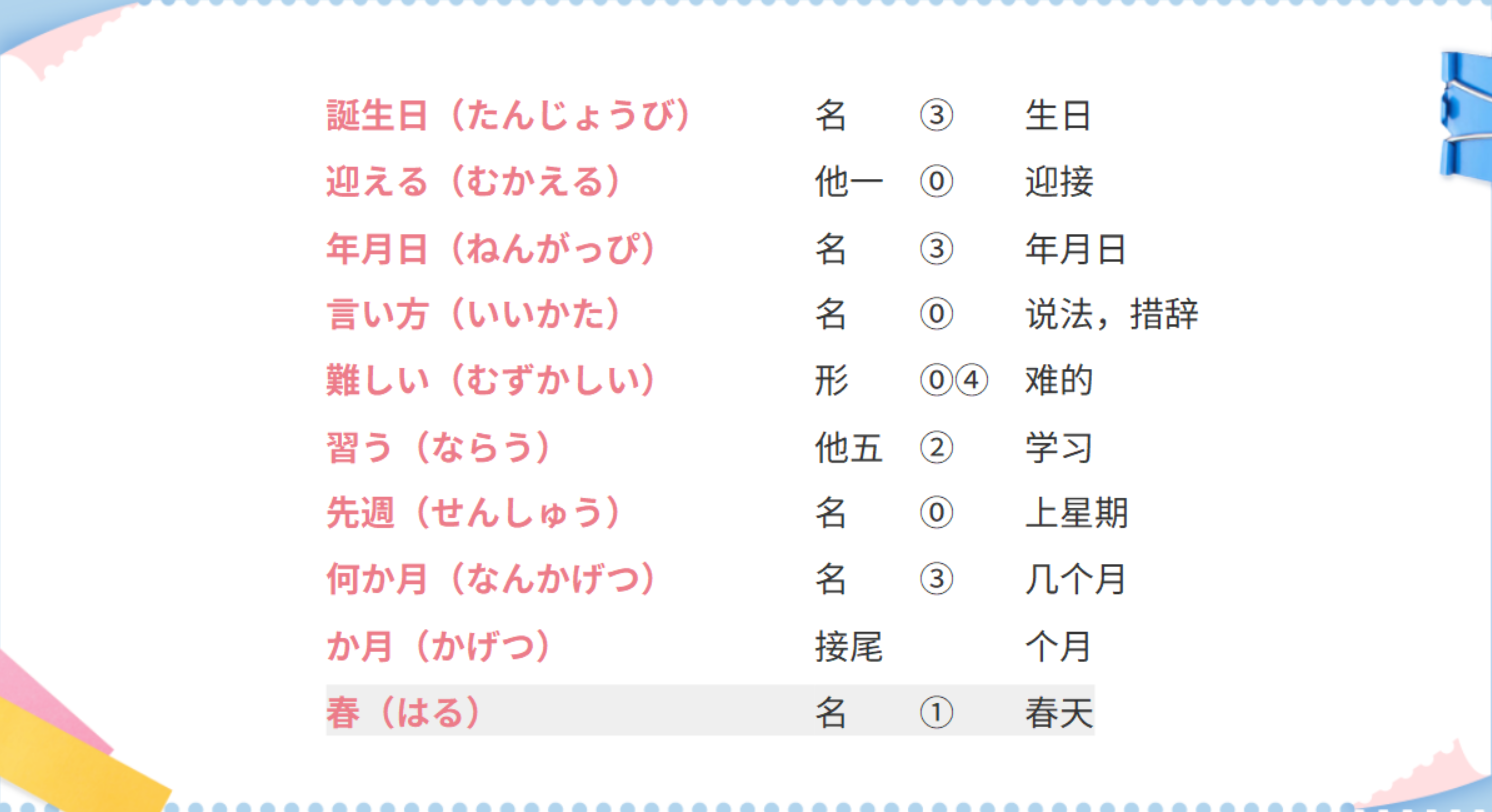 誕生日（たんじょうび） 名 ③ 生日
迎える（むかえる） 他一 ⓪ 迎接
年月日（ねんがっぴ） 名 ③ 年月日
言い方（いいかた） 名 ⓪ 说法，措辞
難しい（むずかしい） 形 ⓪④ 难的
習う（ならう） 他五 ② 学习
先週（せんしゅう） 名 ⓪ 上星期
何か月（なんかげつ） 名 ③ 几个月
か月（かげつ） 接尾 个月
春（はる） 名 ① 春天